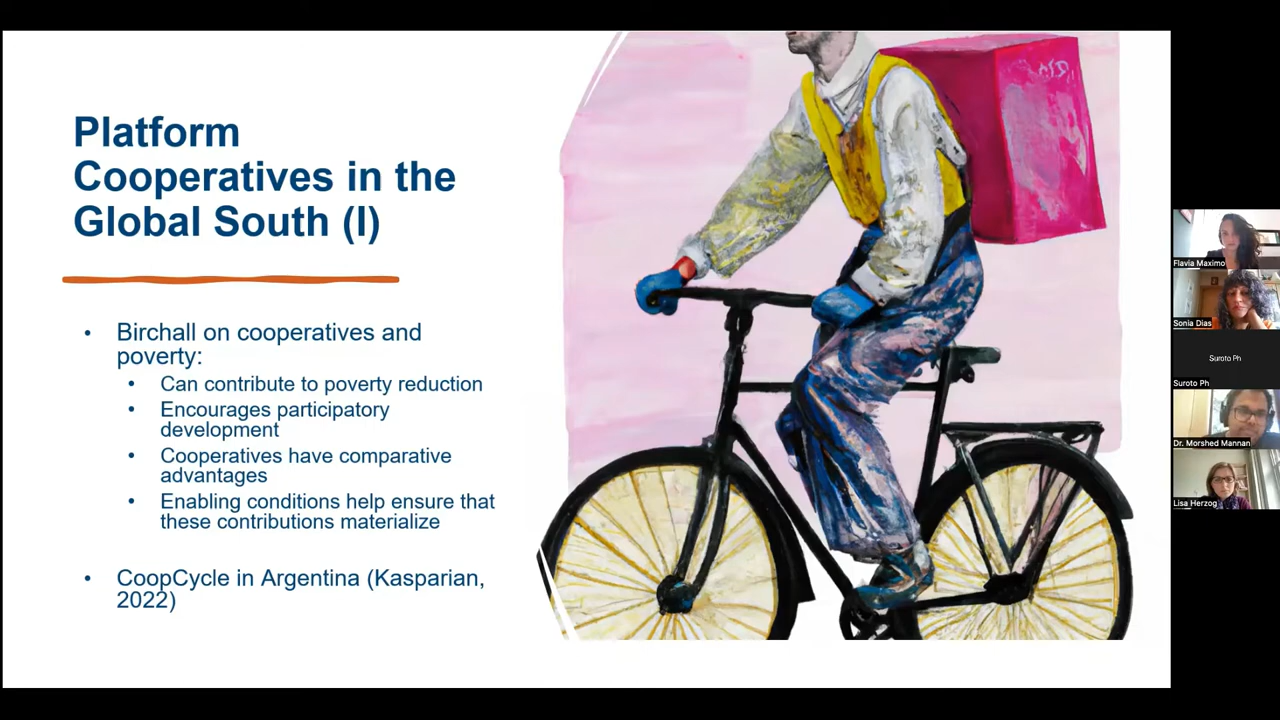 Platform
Cooperatives in the
Global South (I)
• Birchall on cooperatives and
poverty:
• Can contribute to poverty reduction
• Encourages participatory
development
• Cooperatives have comparative
advantages
• Enabling conditions help ensure that
these contributions materialize
• CoopCycle in Argentina (Kasparian,
2022)
Flavia Maximo
Sonia Dias
Suroto Ph
Suroto Ph
Dr. Morshed Mannan
Lisa Herzog